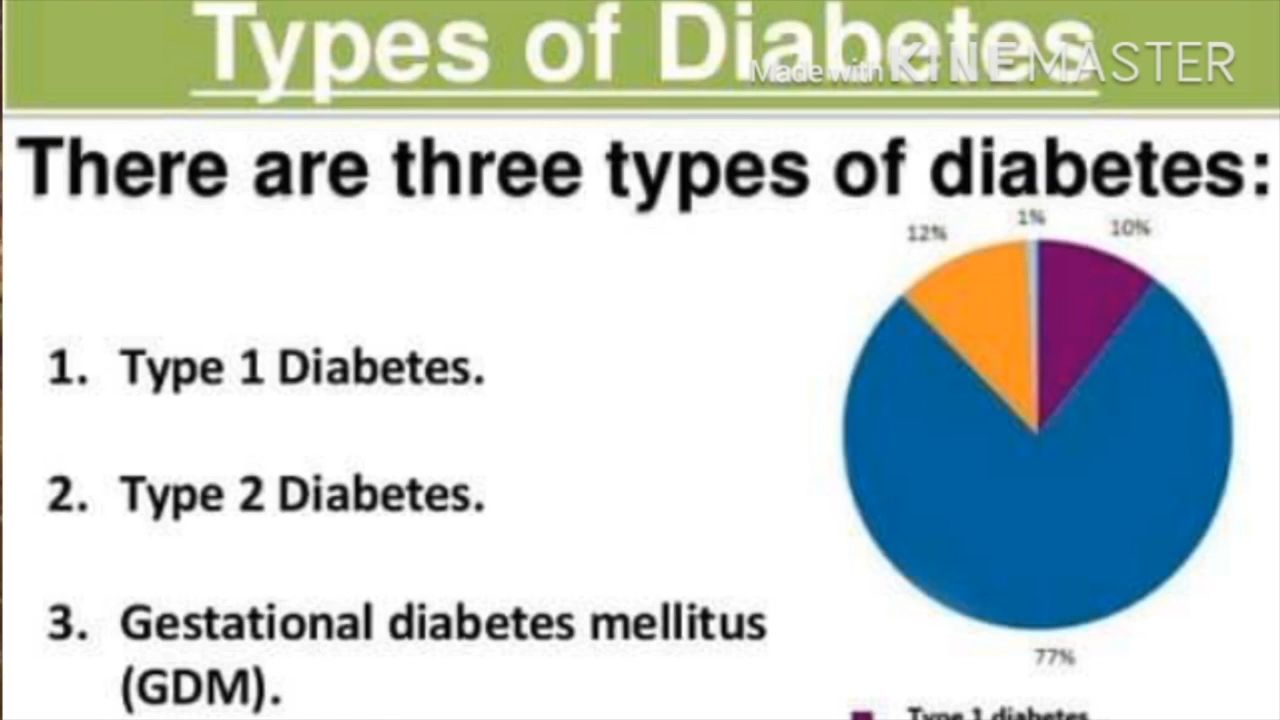 Types of Diabetes
Made with KINEMASTER
There are three types of diabetes:
12%
1%
10%
1. Type 1 Diabetes.
2. Type 2 Diabetes.
3. Gestational diabetes mellitus
(GDM).
77%
Type 1 diabetes